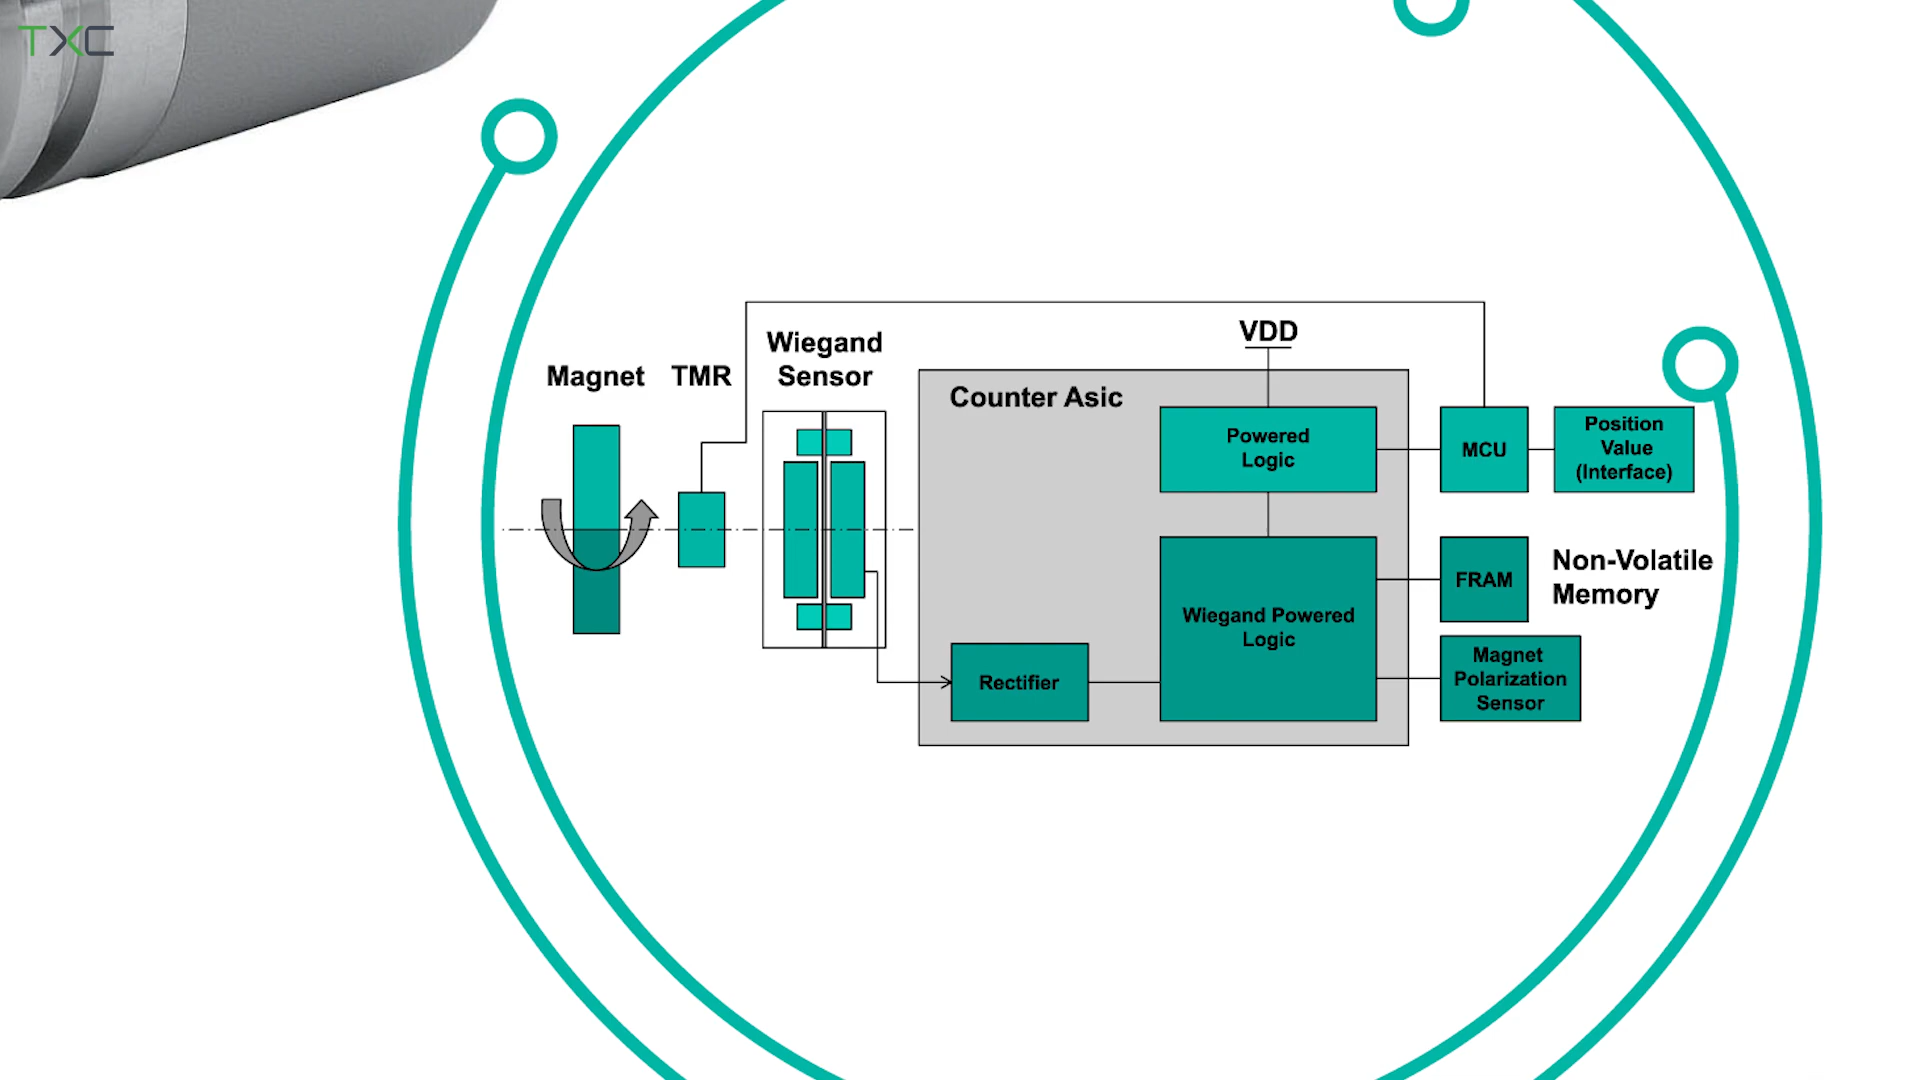 TXC
Magnet
TMR
Wiegand
Sensor
VDD
Counter Asic
Powered
Logic
MCU
Position
Value
(Interface)
Wiegand Powered
Logic
FRAM
Non-Volatile
Memory
Rectifier
Magnet
Polarization
Sensor